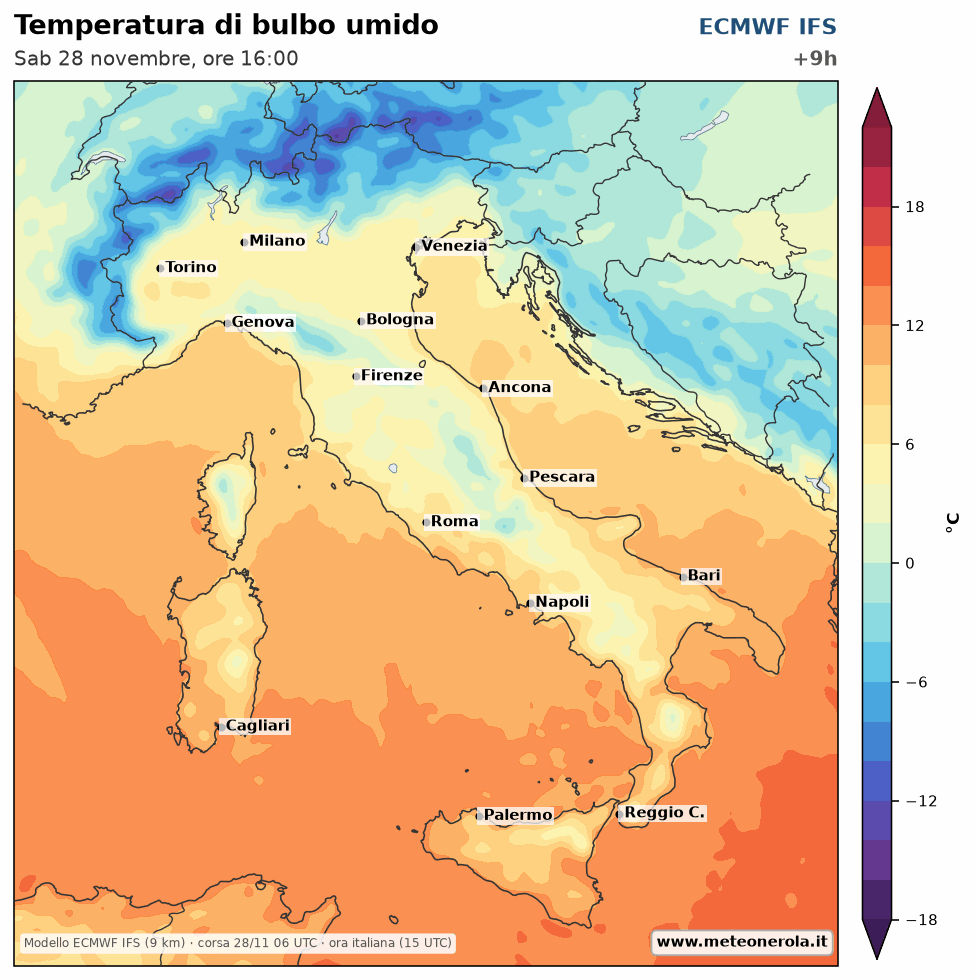 Temperatura di bulbo umido
ECMWF IFS
Sab 28 novembre, ore 16:00
+9h
Milano
Venezia
Torino
Genova
Bologna
Firenze
Ancona
Pescara
Roma
Bari
Napoli
Cagliari
Palermo
Reggio C.
18
12
6
0
−6
−12
−18
°C
Modello ECMWF IFS (9 km) · corsa 28/11 06 UTC · ora italiana (15 UTC)
www.meteonerola.it